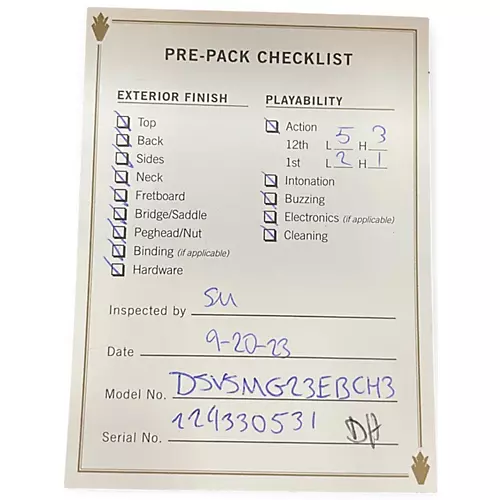 PRE-PACK CHECKLIST
EXTERIOR FINISH
Top
Back
Sides
Neck
Fretboard
Bridge/Saddle
Peghead/Nut
Binding (if applicable)
Hardware
PLAYABILITY
Action
12th L 5 H 3
1st L 2 H 1
Intonation
Buzzing
Electronics (if applicable)
Cleaning
Inspected by SU
Date 9-20-23
Model No. DSVSMG23EBCH3
Serial No. 124330531 DH